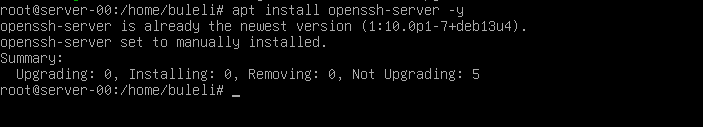 root@server-00:/home/buleli# apt install openssh-server -y
openssh-server is already the newest version (1:10.0p1-7+deb13u4).
openssh-server set to manually installed.
Summary:
  Upgrading: 0, Installing: 0, Removing: 0, Not Upgrading: 5
root@server-00:/home/buleli# _